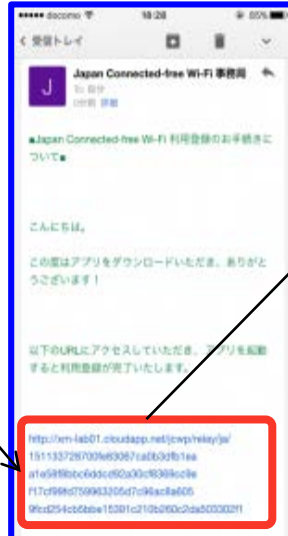 docomo 18:28 85%
受信トレイ
J
Japan Connected-free Wi-Fi 事務局
To 自分
0分前 詳細
■Japan Connected-free Wi-Fi 利用登録のお手続きに
ついて■
こんにちは。
この度はアプリをダウンロードいただき、ありがと
うございます！
以下のURLにアクセスしていただき、アプリを起動
すると利用登録が完了いたします。
http://xm-lab01.cloudapp.net/jcwp/relay/ja/